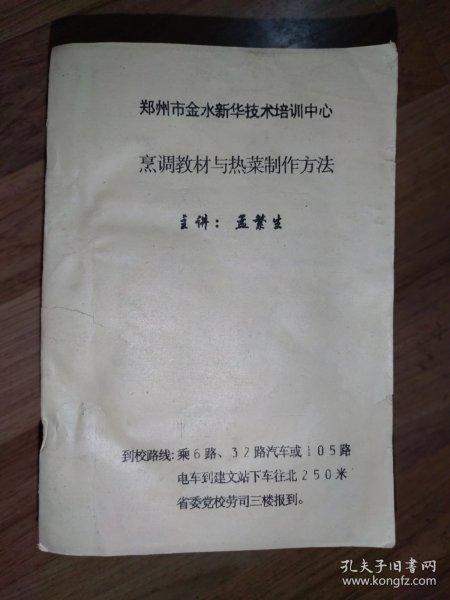 郑州市金水新华技术培训中心
烹调教材与热菜制作方法
主讲：孟繁生
到校路线：乘6路、32路汽车或105路
电车到建文站下车往北250米
省委党校劳司三楼报到。
孔夫子旧书网
www.kongfz.com